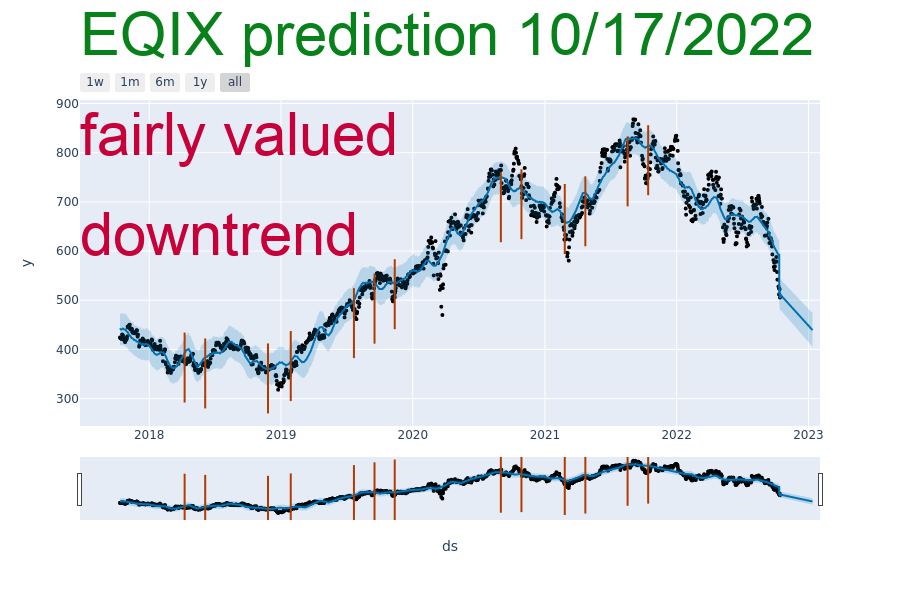 EQIX prediction 10/17/2022
1w 1m 6m 1y all
fairly valued
downtrend
900
800
700
600
500
400
300
y
2018 2019 2020 2021 2022 2023
ds